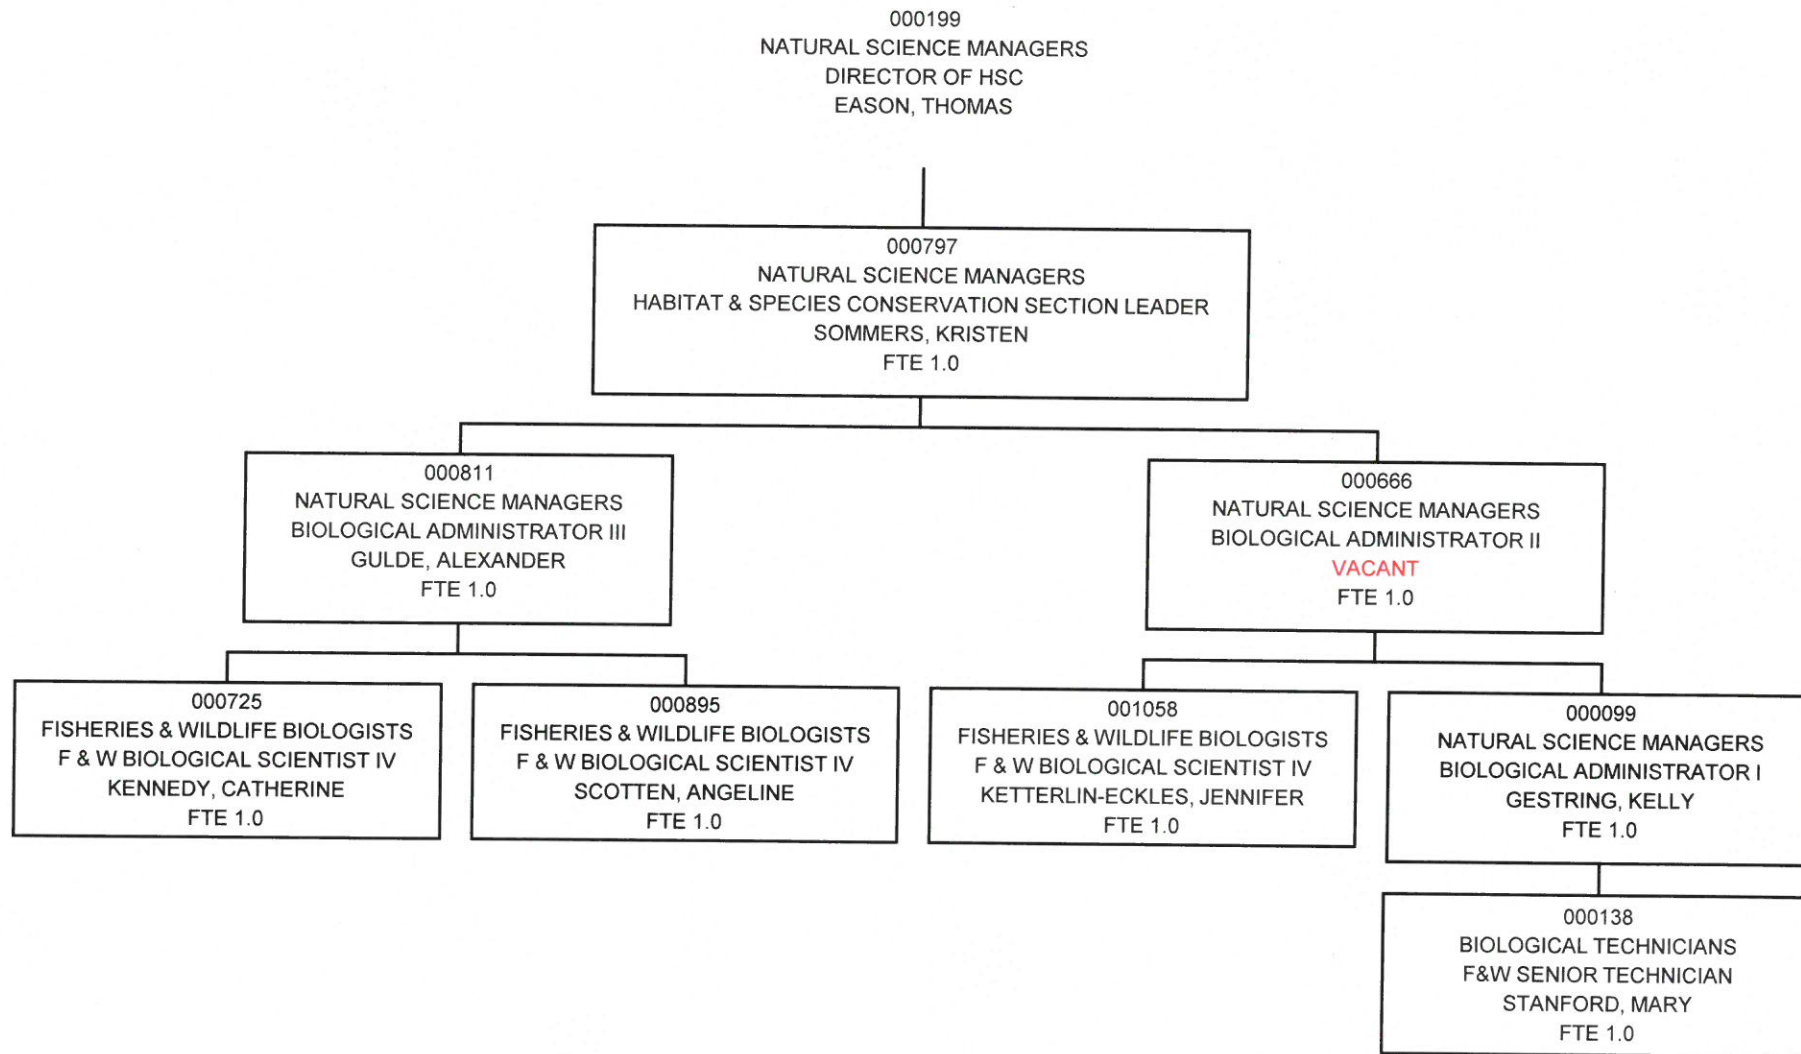 000199
NATURAL SCIENCE MANAGERS
DIRECTOR OF HSC
EASON, THOMAS
000797
NATURAL SCIENCE MANAGERS
HABITAT & SPECIES CONSERVATION SECTION LEADER
SOMMERS, KRISTEN
FTE 1.0
000811
NATURAL SCIENCE MANAGERS
BIOLOGICAL ADMINISTRATOR III
GULDE, ALEXANDER
FTE 1.0
000666
NATURAL SCIENCE MANAGERS
BIOLOGICAL ADMINISTRATOR II
VACANT
FTE 1.0
000725
FISHERIES & WILDLIFE BIOLOGISTS
F & W BIOLOGICAL SCIENTIST IV
KENNEDY, CATHERINE
FTE 1.0
000895
FISHERIES & WILDLIFE BIOLOGISTS
F & W BIOLOGICAL SCIENTIST IV
SCOTTEN, ANGELINE
FTE 1.0
001058
FISHERIES & WILDLIFE BIOLOGISTS
F & W BIOLOGICAL SCIENTIST IV
KETTERLIN-ECKLES, JENNIFER
FTE 1.0
000099
NATURAL SCIENCE MANAGERS
BIOLOGICAL ADMINISTRATOR I
GESTRING, KELLY
FTE 1.0
000138
BIOLOGICAL TECHNICIANS
F&W SENIOR TECHNICIAN
STANFORD, MARY
FTE 1.0